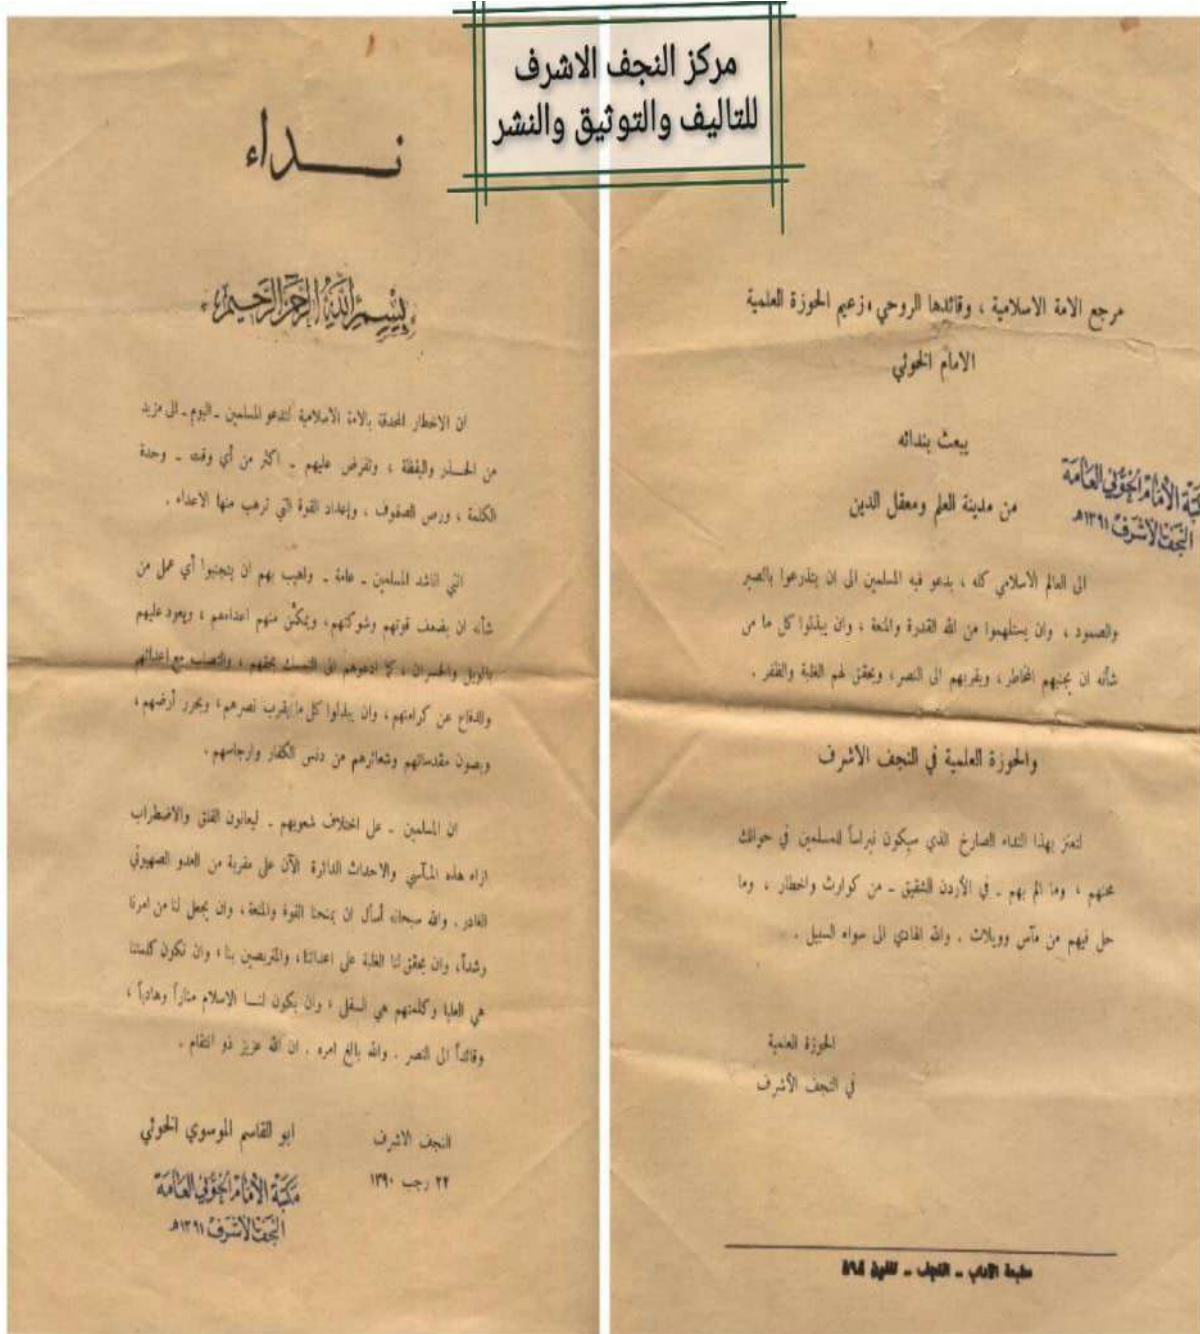 مركز النجف الاشرف
للتاليف والتوثيق والنشر
مرجع الامة الاسلامية ، وقائدها الروحي ، زعيم الحوزة العلمية
الامام الخوئي
يبعث بندائه
من مدينة العلم ومعقل الدين
مكتبة الإمام الخوئي العامة
النجف الاشرف ١٣٩١هـ
الى العالم الاسلامي كله ، يدعو فيه المسلمين الى ان يتذرعوا بالصبر
والصمود ، وان يستلهموا من الله القدرة والمنعة ، وان يبذلوا كل ما من
شأنه ان يجنبهم المخاطر ، ويقربهم الى النصر ، ويحقق لهم الغلبة والظفر .
والحوزة العلمية في النجف الاشرف
لتعتز بهذا النداء الصارخ الذي سيكون نبراساً للمسلمين في حوالك
محنهم ، وما الم بهم ـ في الأردن الشقيق ـ من كوارث واخطار ، وما
حل فيهم من مآس وويلات . والله الهادي الى سواء السبيل .
الحوزة العلمية
في النجف الأشرف
مطبعة الآداب ـ النجف ـ تلفون
نــداء
بسم الله الرحمن الرحيم
ان الاخطار المحدقة بالامة الاسلامية لتدعو المسلمين ـ اليوم ـ الى مزيد
من الحــذر واليقظة ، وتفرض عليهم ـ اكثر من أي وقت ـ وحدة
الكلمة ، ورص الصفوف ، وإعداد القوة التي ترهب منها الاعداء .
انني اناشد المسلمين ـ عامة ـ واهيب بهم ان يتجنبوا أي عمل من
شأنه ان يضعف قوتهم وشوكتهم ، ويمكّن منهم اعداءهم ، ويعود عليهم
بالويل والخسران ، كما ادعوهم الى التمسك بحقهم ، والتصلب مع اعدائهم
والدفاع عن كرامتهم ، وان يبذلوا كل ما يقرب نصرهم ، ويحرر أرضهم ،
ويصون مقدساتهم وشعائرهم من دنس الكفار وارجاسهم .
ان المسلمين ـ على اختلاف شعوبهم ـ ليعانون القلق والاضطراب
ازاء هذه المـآسي والاحداث الدائرة الآن على مقربة من العدو الصهيوني
الغادر . والله سبحانه أسأل ان يمنحنا القوة والمنعة ، وان يجعل لنا من امرنا
رشداً ، وان يحقق لنا الغلبة على اعدائنا ، والمتربصين بنا ، وان تكون كلمتنا
هي العليا وكلمتهم هي السفلى ، وان يكون لنــا الاسلام مناراً وهادياً ،
وقائداً الى النصر . والله بالغ امره . ان الله عزيز ذو انتقام .
النجف الاشرف
٢٢ رجب ١٣٩٠
ابو القاسم الموسوي الخوئي
مكتبة الإمام الخوئي العامة
النجف الاشرف ١٣٩١هـ